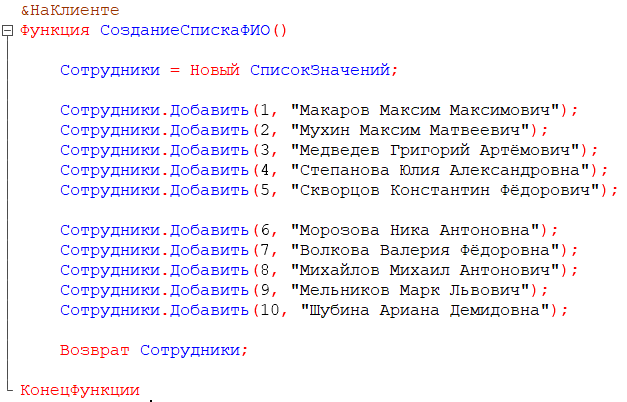 &НаКлиенте
Функция СозданиеСпискаФИО()
Сотрудники = Новый СписокЗначений;
Сотрудники.Добавить(1, "Макаров Максим Максимович");
Сотрудники.Добавить(2, "Мухин Максим Матвеевич");
Сотрудники.Добавить(3, "Медведев Григорий Артёмович");
Сотрудники.Добавить(4, "Степанова Юлия Александровна");
Сотрудники.Добавить(5, "Скворцов Константин Фёдорович");
Сотрудники.Добавить(6, "Морозова Ника Антоновна");
Сотрудники.Добавить(7, "Волкова Валерия Фёдоровна");
Сотрудники.Добавить(8, "Михайлов Михаил Антонович");
Сотрудники.Добавить(9, "Мельников Марк Львович");
Сотрудники.Добавить(10, "Шубина Ариана Демидовна");
Возврат Сотрудники;
КонецФункции